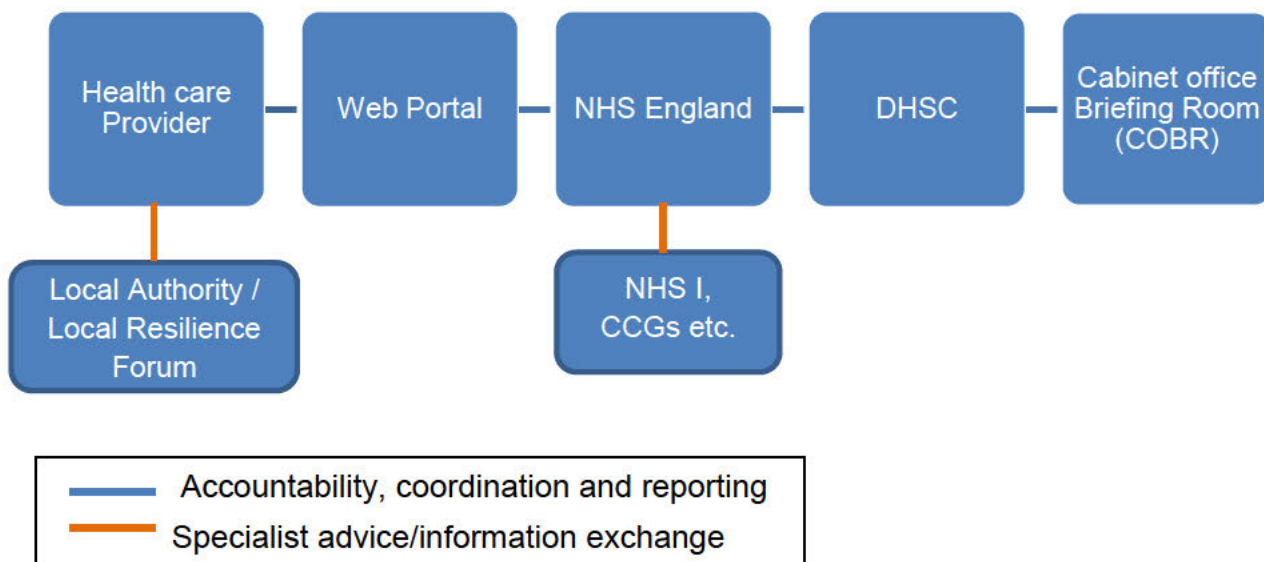 Health care
Provider
Web Portal
NHS England
DHSC
Cabinet office
Briefing Room
(COBR)
Local Authority /
Local Resilience
Forum
NHS I,
CCGs etc.
Accountability, coordination and reporting
Specialist advice/information exchange